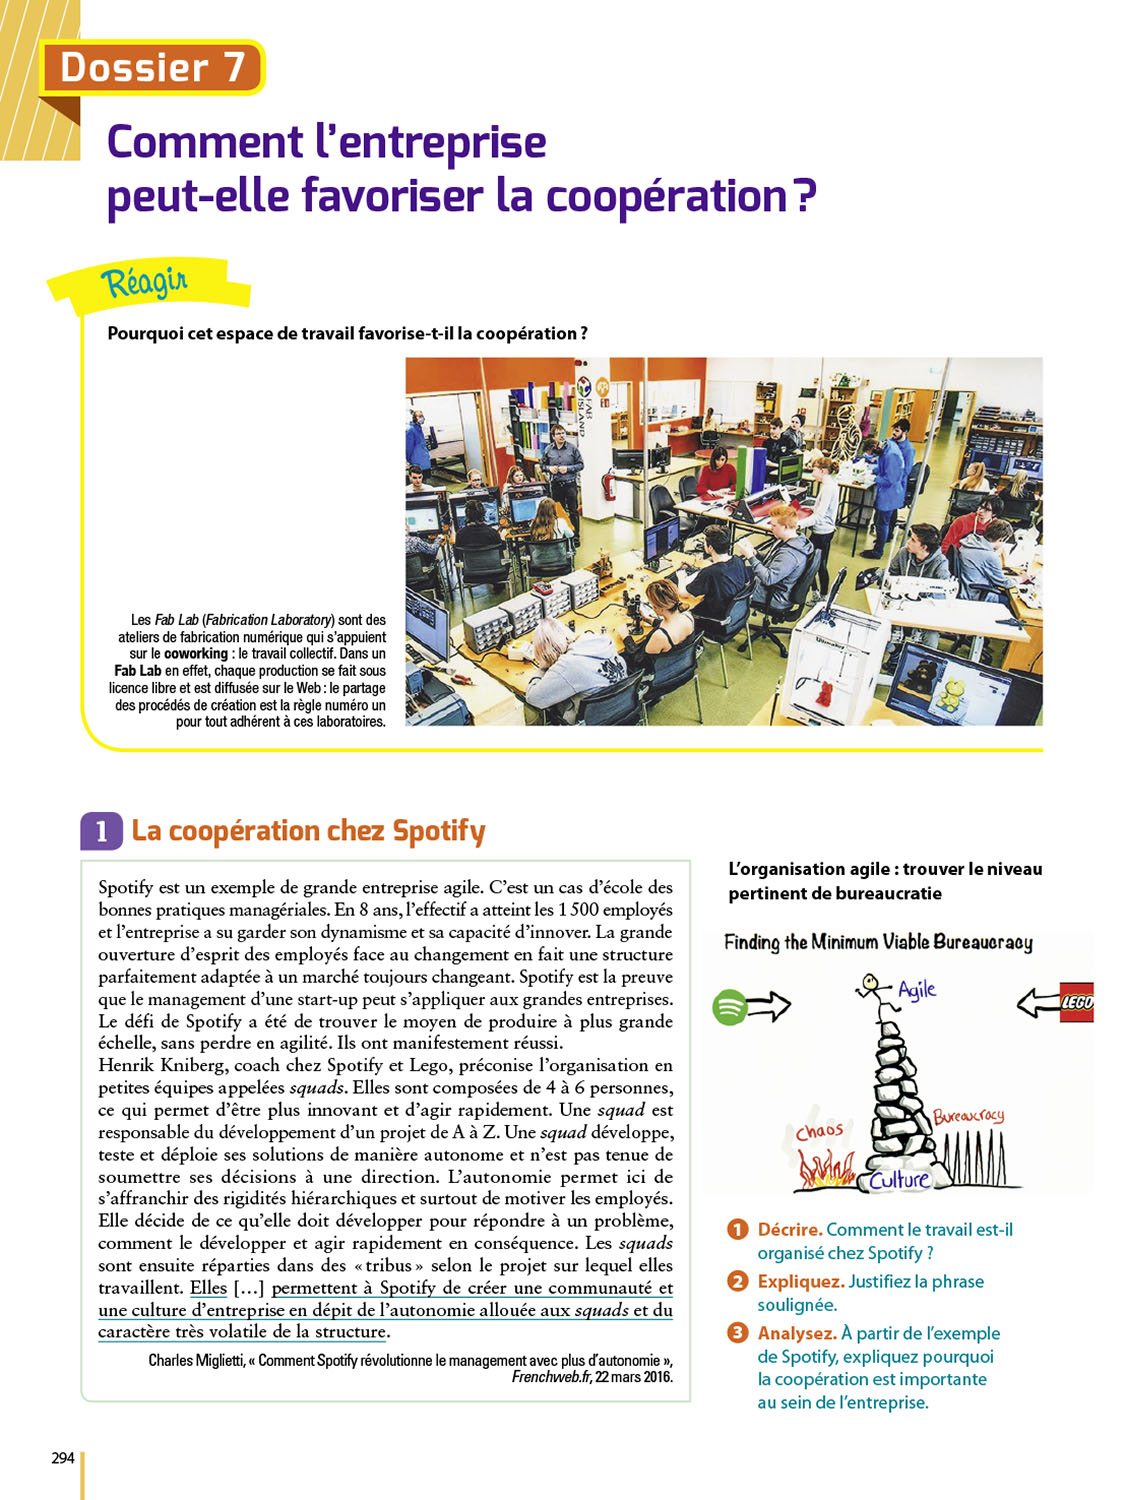 Dossier 7
Comment l'entreprise
peut-elle favoriser la coopération ?
Réagir
Pourquoi cet espace de travail favorise-t-il la coopération ?
FAB
ISLAND
Les Fab Lab (Fabrication Laboratory) sont des
ateliers de fabrication numérique qui s'appuient
sur le coworking : le travail collectif. Dans un
Fab Lab en effet, chaque production se fait sous
licence libre et est diffusée sur le Web : le partage
des procédés de création est la règle numéro un
pour tout adhérent à ces laboratoires.
1 La coopération chez Spotify
Spotify est un exemple de grande entreprise agile. C'est un cas d'école des
bonnes pratiques managériales. En 8 ans, l'effectif a atteint les 1 500 employés
et l'entreprise a su garder son dynamisme et sa capacité d'innover. La grande
ouverture d'esprit des employés face au changement en fait une structure
parfaitement adaptée à un marché toujours changeant. Spotify est la preuve
que le management d'une start-up peut s'appliquer aux grandes entreprises.
Le défi de Spotify a été de trouver le moyen de produire à plus grande
échelle, sans perdre en agilité. Ils ont manifestement réussi.
Henrik Kniberg, coach chez Spotify et Lego, préconise l'organisation en
petites équipes appelées squads. Elles sont composées de 4 à 6 personnes,
ce qui permet d'être plus innovant et d'agir rapidement. Une squad est
responsable du développement d'un projet de A à Z. Une squad développe,
teste et déploie ses solutions de manière autonome et n'est pas tenue de
soumettre ses décisions à une direction. L'autonomie permet ici de
s'affranchir des rigidités hiérarchiques et surtout de motiver les employés.
Elle décide de ce qu'elle doit développer pour répondre à un problème,
comment le développer et agir rapidement en conséquence. Les squads
sont ensuite réparties dans des « tribus » selon le projet sur lequel elles
travaillent. Elles […] permettent à Spotify de créer une communauté et
une culture d'entreprise en dépit de l'autonomie allouée aux squads et du
caractère très volatile de la structure.
Charles Miglietti, « Comment Spotify révolutionne le management avec plus d'autonomie »,
Frenchweb.fr, 22 mars 2016.
L'organisation agile : trouver le niveau
pertinent de bureaucratie
Finding the Minimum Viable Bureaucracy
Agile
LEGO
Chaos
Bureaucracy
Culture
1 Décrire. Comment le travail est-il
organisé chez Spotify ?
2 Expliquez. Justifiez la phrase
soulignée.
3 Analysez. À partir de l'exemple
de Spotify, expliquez pourquoi
la coopération est importante
au sein de l'entreprise.
294